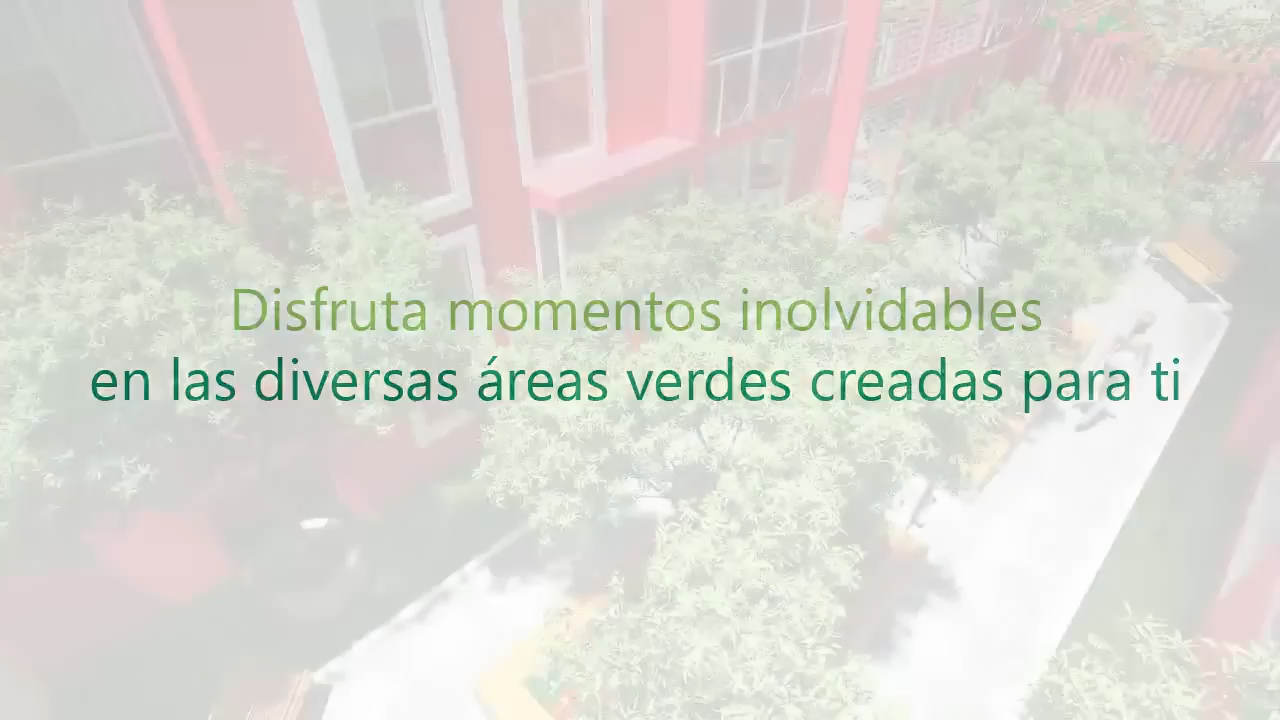 Disfruta momentos inolvidables
en las diversas áreas verdes creadas para ti